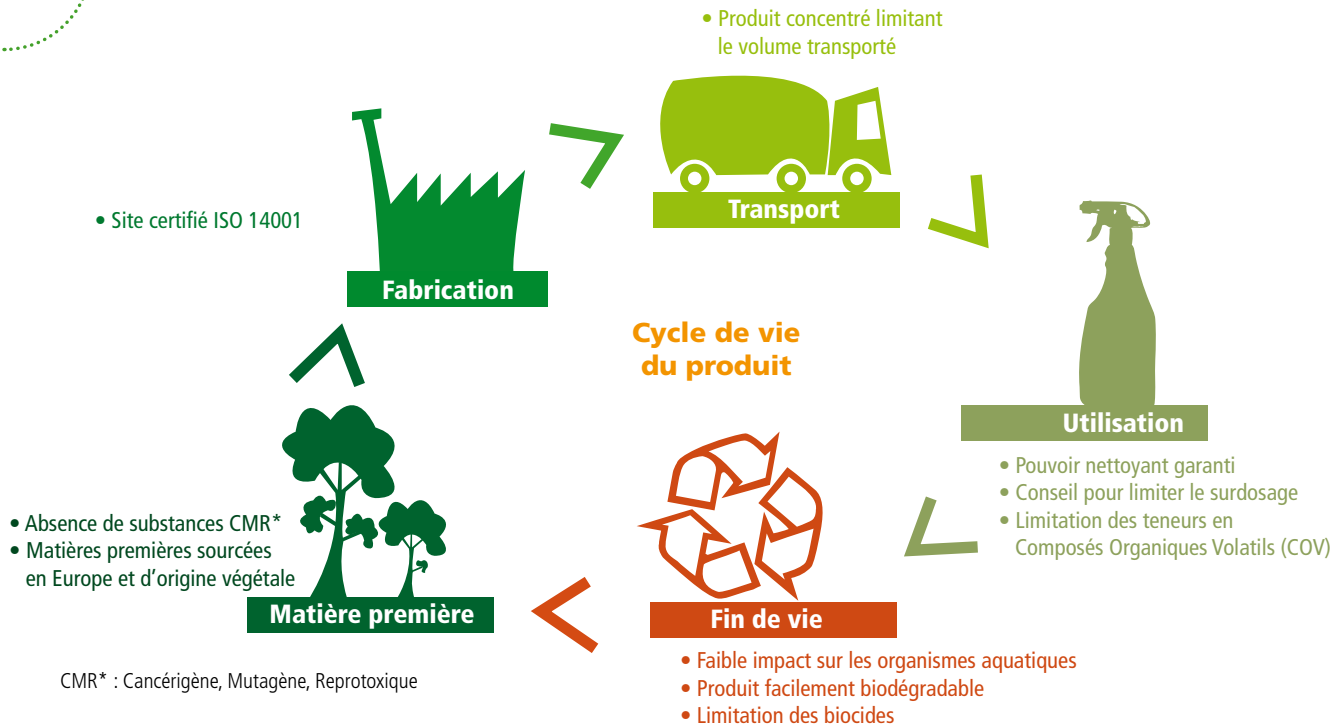 • Produit concentré limitant
le volume transporté
Transport
• Site certifié ISO 14001
Fabrication
Cycle de vie
du produit
Utilisation
• Pouvoir nettoyant garanti
• Conseil pour limiter le surdosage
• Limitation des teneurs en
Composés Organiques Volatils (COV)
• Absence de substances CMR*
• Matières premières sourcées
en Europe et d’origine végétale
Matière première
Fin de vie
• Faible impact sur les organismes aquatiques
• Produit facilement biodégradable
• Limitation des biocides
CMR* : Cancérigène, Mutagène, Reprotoxique